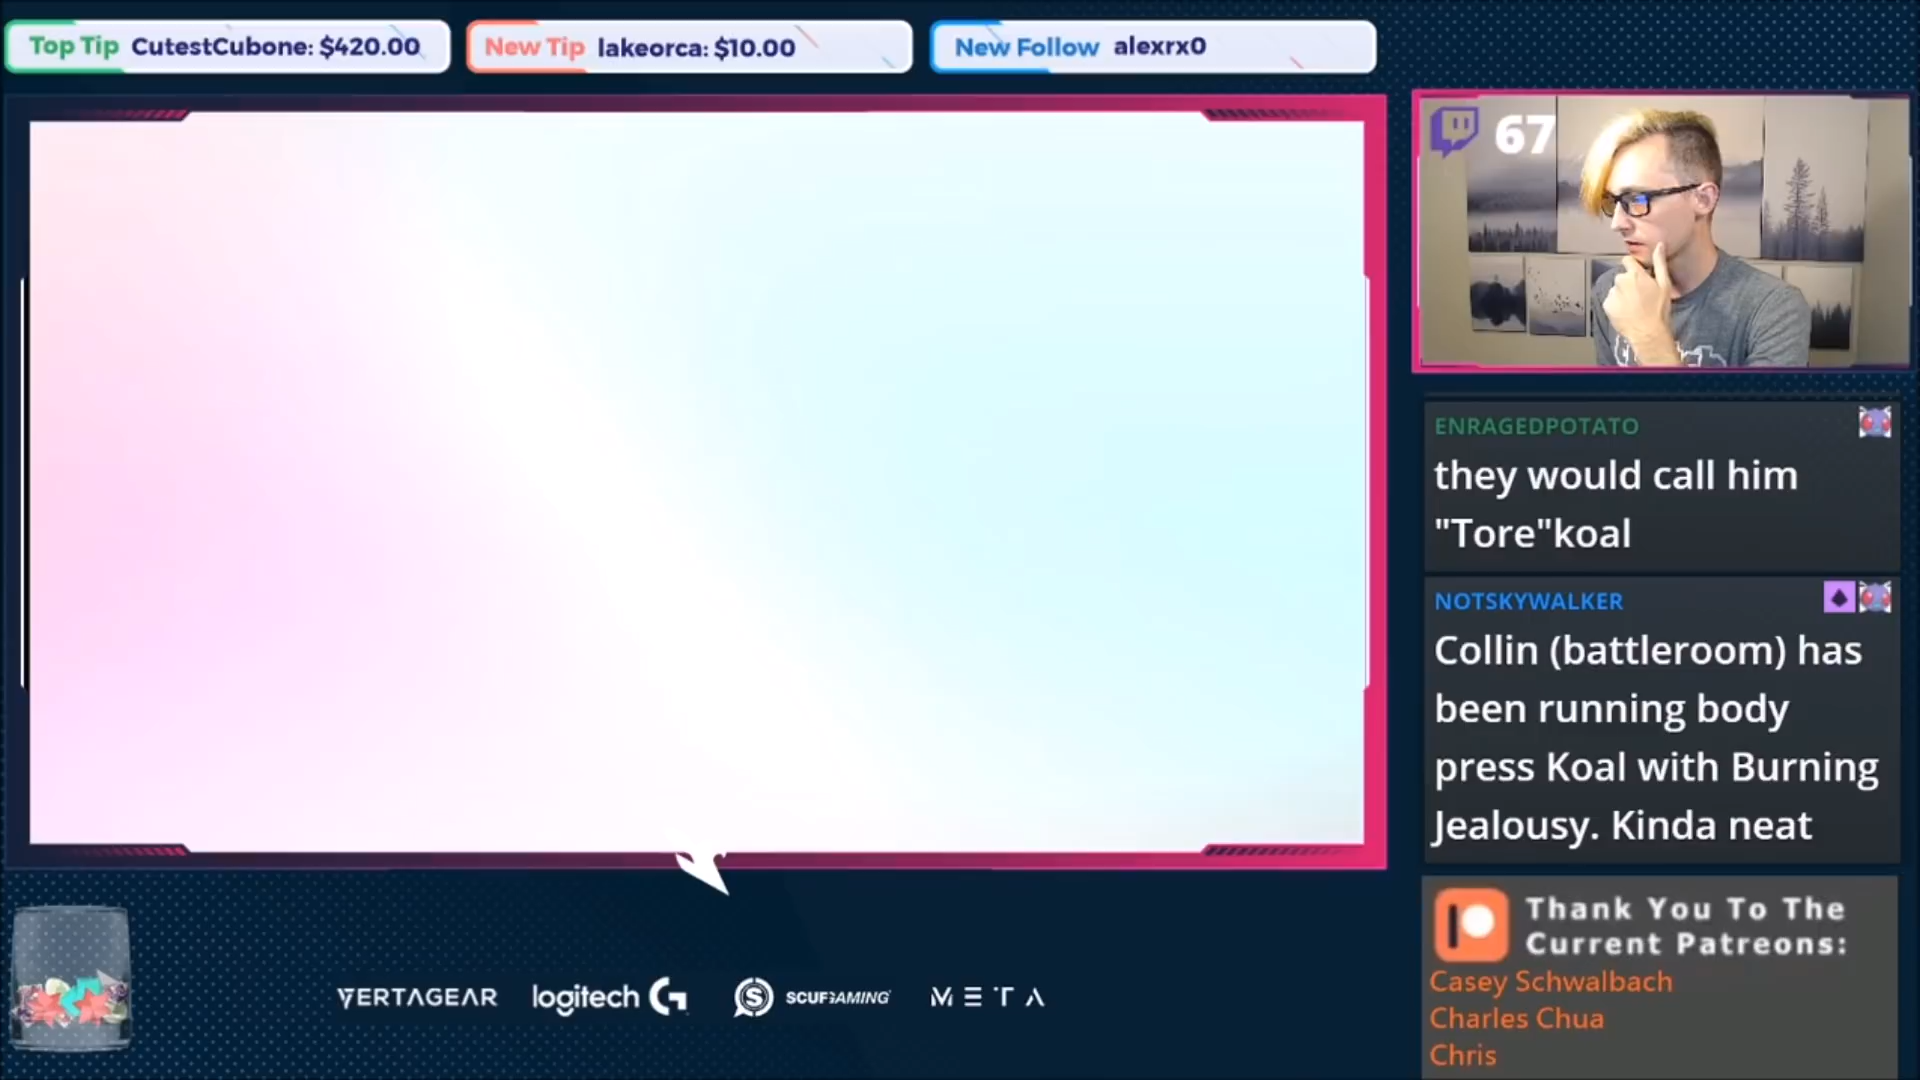 Top Tip CutestCubone: $420.00
New Tip lakeorca: $10.00
New Follow alexrx0
67
ENRAGEDPOTATO
they would call him
"Tore"koal
NOTSKYWALKER
Collin (battleroom) has
been running body
press Koal with Burning
Jealousy. Kinda neat
Thank You To The
Current Patreons:
Casey Schwalbach
Charles Chua
Chris
VERTAGEAR logitech G SCUFGAMING META